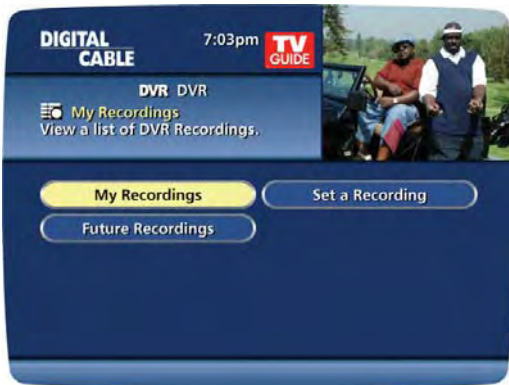 DIGITAL
CABLE
7:03pm
TV
GUIDE
DVR DVR
My Recordings
View a list of DVR Recordings.
My Recordings
Set a Recording
Future Recordings